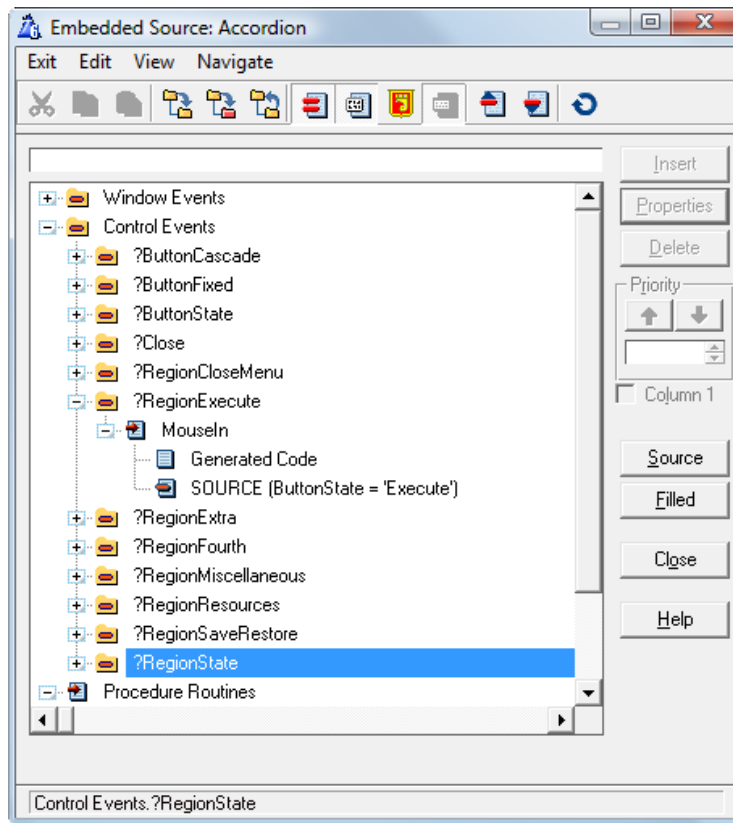 Embedded Source: Accordion
Exit Edit View Navigate
Insert
Window Events
Properties
Control Events
?ButtonCascade
Delete
?ButtonFixed
Priority
?ButtonState
?Close
?RegionCloseMenu
Column 1
?RegionExecute
MouseIn
Generated Code
Source
SOURCE (ButtonState = 'Execute')
Filled
?RegionExtra
?RegionFourth
Close
?RegionMiscellaneous
?RegionResources
Help
?RegionSaveRestore
?RegionState
Procedure Routines
Control Events.?RegionState